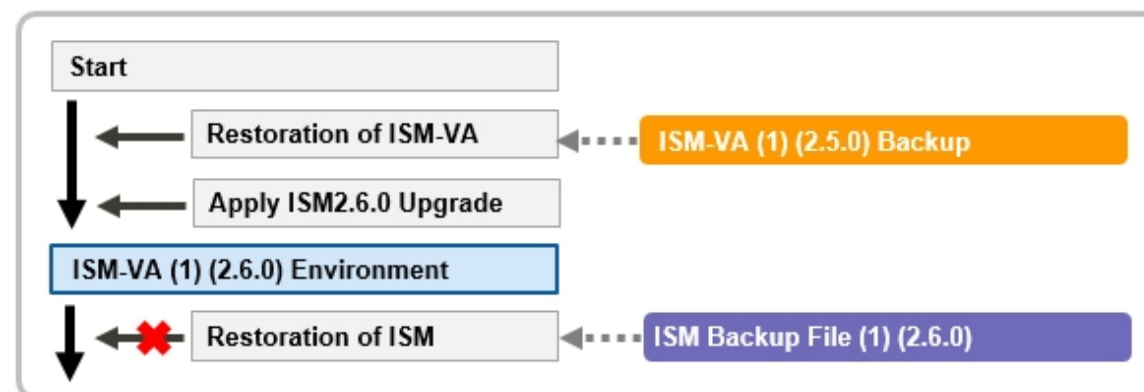 Start
Restoration of ISM-VA
ISM-VA (1) (2.5.0) Backup
Apply ISM2.6.0 Upgrade
ISM-VA (1) (2.6.0) Environment
Restoration of ISM
ISM Backup File (1) (2.6.0)